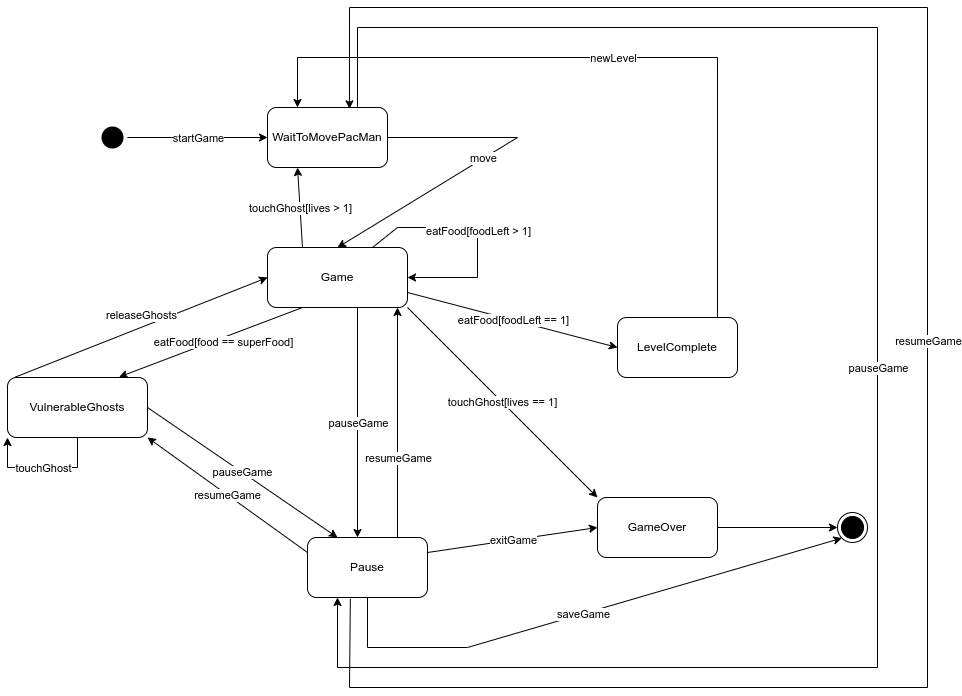 newLevel
startGame
WaitToMovePacMan
move
touchGhost[lives > 1]
eatFood[foodLeft > 1]
Game
releaseGhosts
eatFood[foodLeft == 1]
eatFood[food == superFood]
LevelComplete
resumeGame
pauseGame
VulnerableGhosts
touchGhost[lives == 1]
pauseGame
resumeGame
touchGhost
pauseGame
resumeGame
GameOver
exitGame
Pause
saveGame